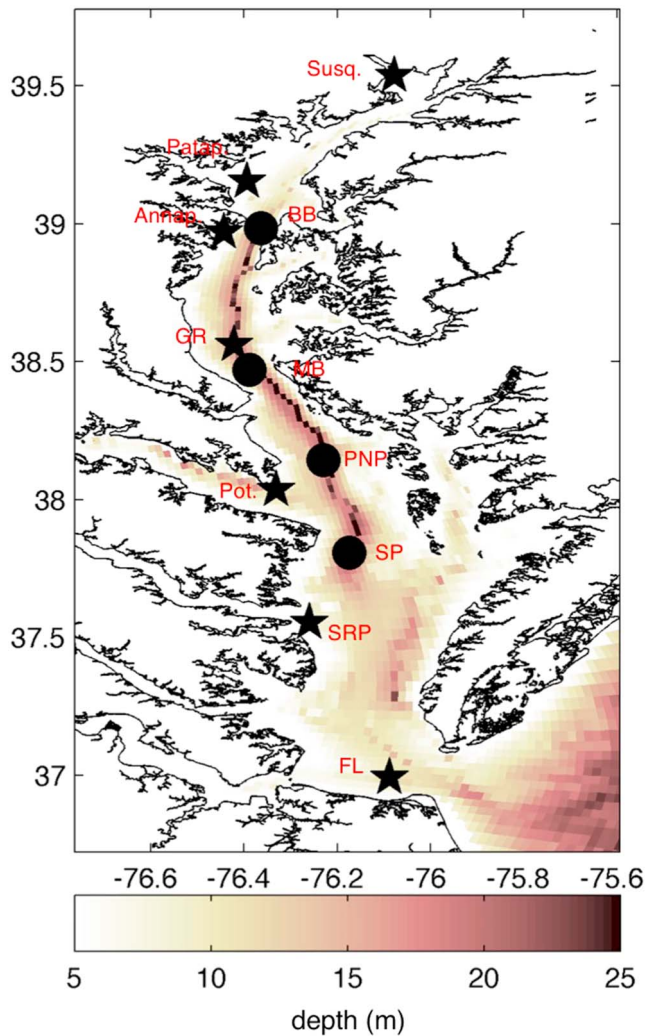 Susq.
39.5
Patap.
39
Annap.
BB
GR
38.5
MB
PNP
Pot.
38
SP
37.5
SRP
FL
37
-76.6 -76.4 -76.2 -76 -75.8 -75.6
5 10 15 20 25
depth (m)